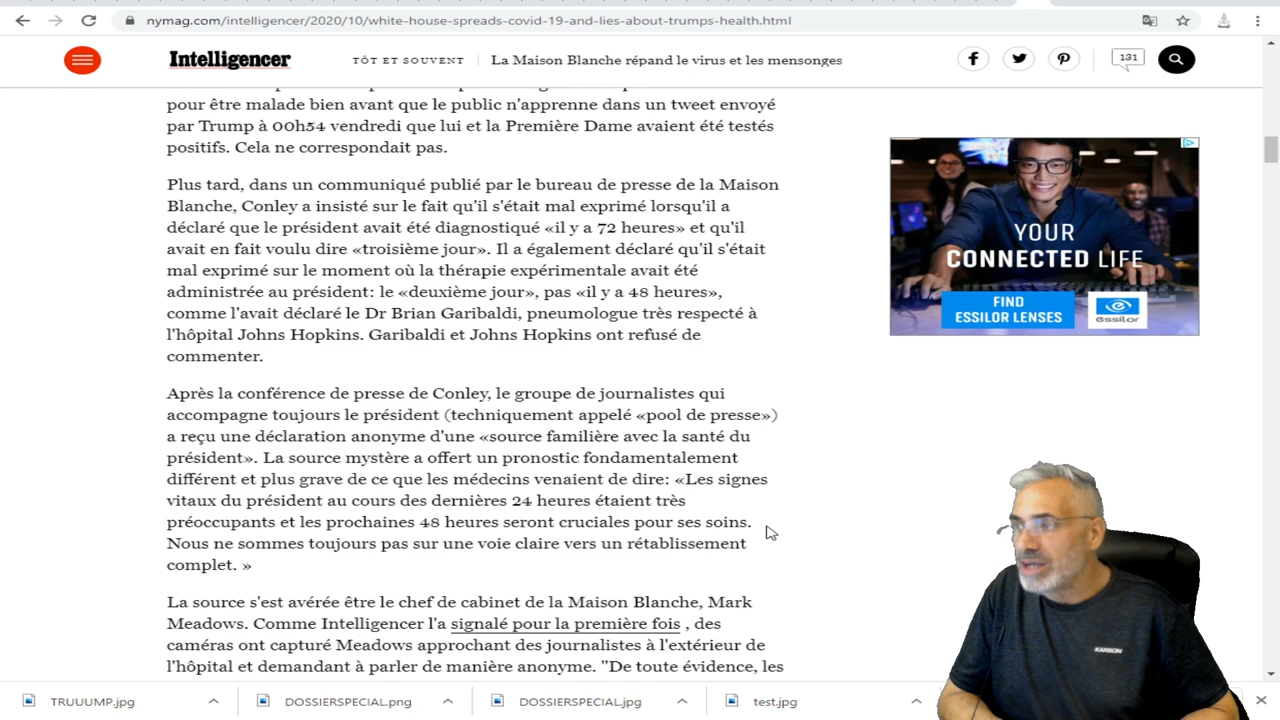 nymag.com/intelligencer/2020/10/white-house-spreads-covid-19-and-lies-about-trumps-health.html
Intelligencer
TÔT ET SOUVENT
La Maison Blanche répand le virus et les mensonges
131
pour être malade bien avant que le public n'apprenne dans un tweet envoyé
par Trump à 00h54 vendredi que lui et la Première Dame avaient été testés
positifs. Cela ne correspondait pas.
Plus tard, dans un communiqué publié par le bureau de presse de la Maison
Blanche, Conley a insisté sur le fait qu'il s'était mal exprimé lorsqu'il a
déclaré que le président avait été diagnostiqué «il y a 72 heures» et qu'il
avait en fait voulu dire «troisième jour». Il a également déclaré qu'il s'était
mal exprimé sur le moment où la thérapie expérimentale avait été
administrée au président: le «deuxième jour», pas «il y a 48 heures»,
comme l'avait déclaré le Dr Brian Garibaldi, pneumologue très respecté à
l'hôpital Johns Hopkins. Garibaldi et Johns Hopkins ont refusé de
commenter.
Après la conférence de presse de Conley, le groupe de journalistes qui
accompagne toujours le président (techniquement appelé «pool de presse»)
a reçu une déclaration anonyme d'une «source familière avec la santé du
président». La source mystère a offert un pronostic fondamentalement
différent et plus grave de ce que les médecins venaient de dire: «Les signes
vitaux du président au cours des dernières 24 heures étaient très
préoccupants et les prochaines 48 heures seront cruciales pour ses soins.
Nous ne sommes toujours pas sur une voie claire vers un rétablissement
complet. »
La source s'est avérée être le chef de cabinet de la Maison Blanche, Mark
Meadows. Comme Intelligencer l'a signalé pour la première fois , des
caméras ont capturé Meadows approchant des journalistes à l'extérieur de
l'hôpital et demandant à parler de manière anonyme. "De toute évidence, les
YOUR
CONNECTED LIFE
FIND
ESSILOR LENSES
essilor
KARBON
TRUUUMP.jpg
DOSSIERSPECIAL.png
DOSSIERSPECIAL.jpg
test.jpg